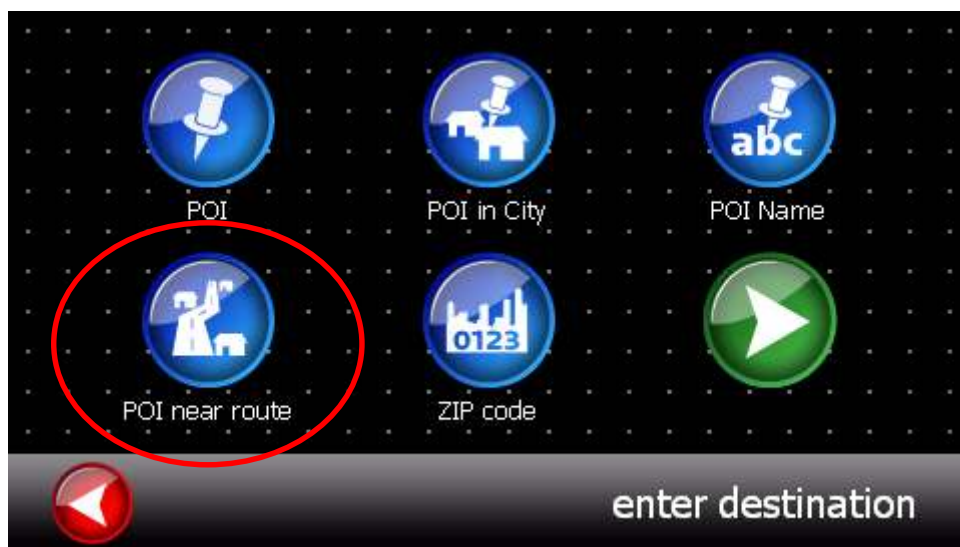 abc
POI
POI in City
POI Name
0123
POI near route
ZIP code
enter destination